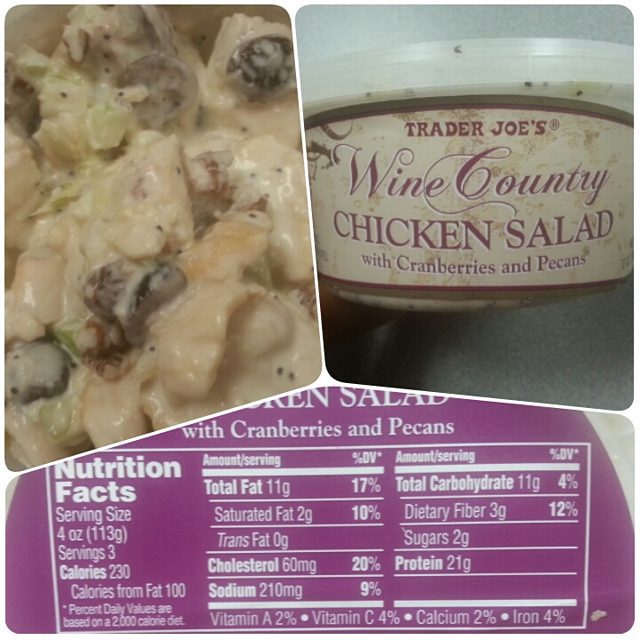 TRADER JOE'S®
Wine Country
CHICKEN SALAD
with Cranberries and Pecans
CHICKEN SALAD
with Cranberries and Pecans
Nutrition
Facts
Serving Size
4 oz (113g)
Servings 3
Calories 230
Calories from Fat 100
*Percent Daily Values are
based on a 2,000 calorie diet.
Amount/serving %DV*
Total Fat 11g 17%
Saturated Fat 2g 10%
Trans Fat 0g
Cholesterol 60mg 20%
Sodium 210mg 9%
Amount/serving %DV*
Total Carbohydrate 11g 4%
Dietary Fiber 3g 12%
Sugars 2g
Protein 21g
Vitamin A 2% • Vitamin C 4% • Calcium 2% • Iron 4%